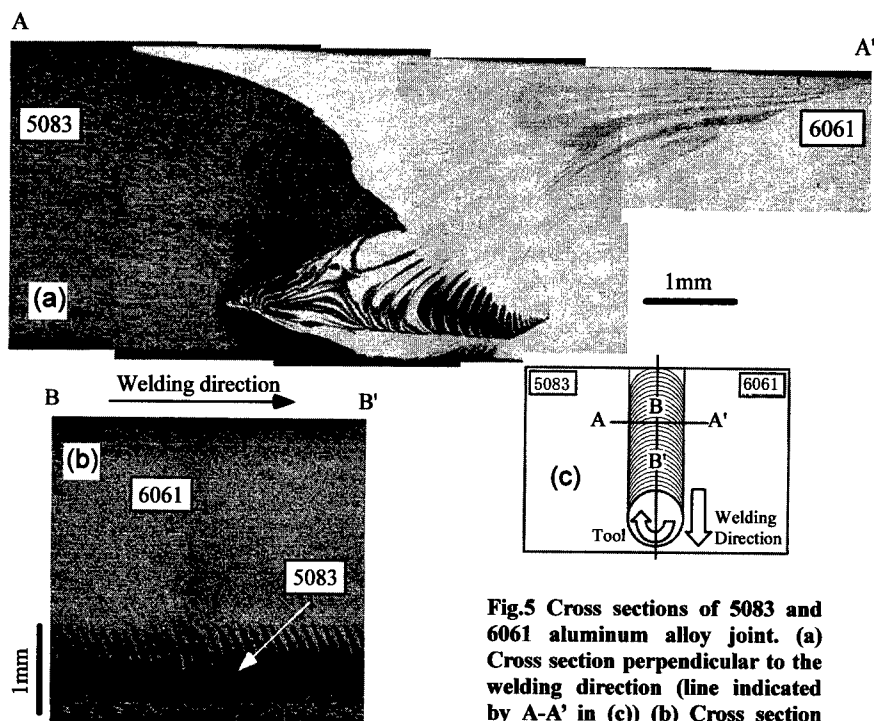 A
A'
5083
6061
(a)
1mm
B Welding direction B'
(b)
6061
5083
1mm
5083
6061
B
A A'
(c)
B'
Tool
Welding
Direction
Fig.5 Cross sections of 5083 and
6061 aluminum alloy joint. (a)
Cross section perpendicular to the
welding direction (line indicated
by A-A' in (c)) (b) Cross section